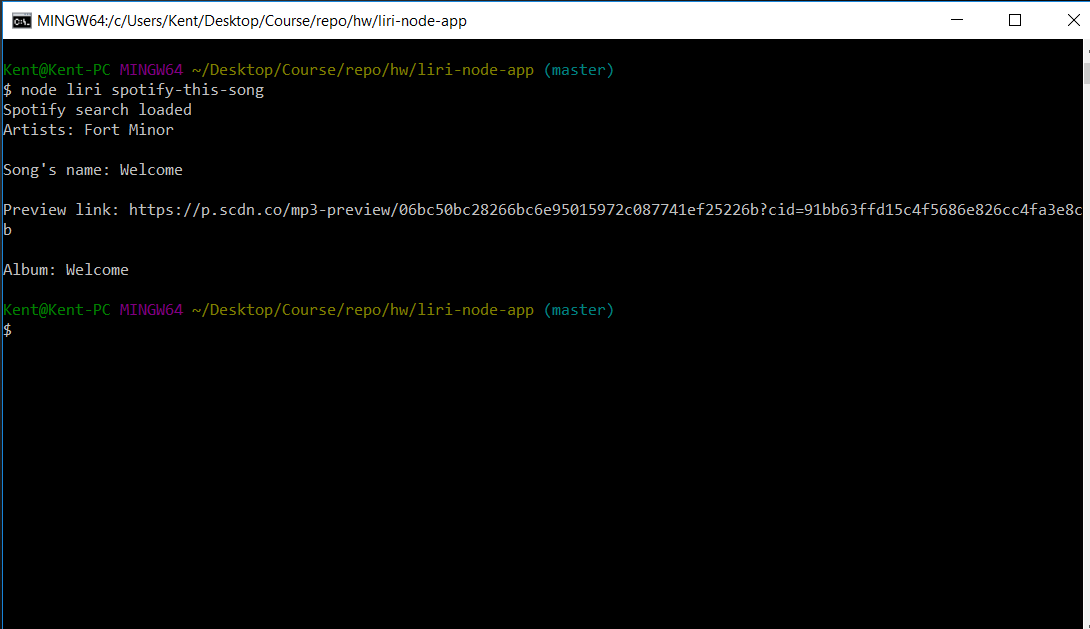 MINGW64:/c/Users/Kent/Desktop/Course/repo/hw/liri-node-app
Kent@Kent-PC MINGW64 ~/Desktop/Course/repo/hw/liri-node-app (master)
$ node liri spotify-this-song
Spotify search loaded
Artists: Fort Minor
Song's name: Welcome
Preview link: https://p.scdn.co/mp3-preview/06bc50bc28266bc6e95015972c087741ef25226b?cid=91bb63ffd15c4f5686e826cc4fa3e8c
b
Album: Welcome
Kent@Kent-PC MINGW64 ~/Desktop/Course/repo/hw/liri-node-app (master)
$